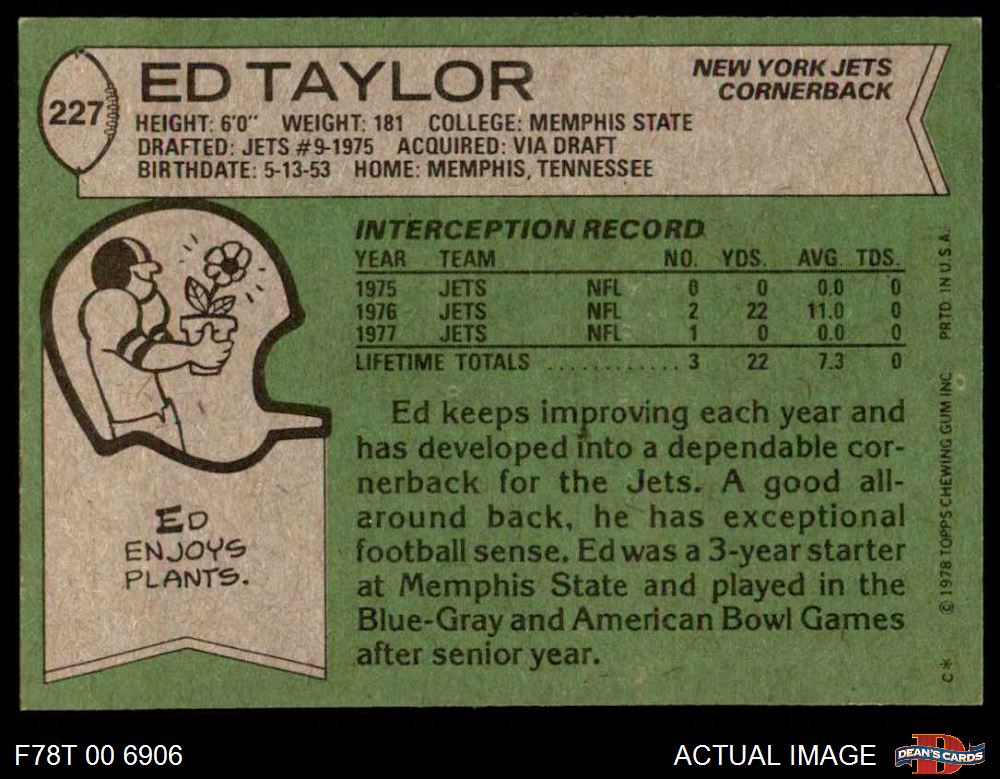 227
ED TAYLOR
NEW YORK JETS
CORNERBACK
HEIGHT: 6'0" WEIGHT: 181 COLLEGE: MEMPHIS STATE
DRAFTED: JETS #9-1975 ACQUIRED: VIA DRAFT
BIRTHDATE: 5-13-53 HOME: MEMPHIS, TENNESSEE
INTERCEPTION RECORD
YEAR TEAM NO. YDS. AVG. TDS.
1975 JETS NFL 0 0 0.0 0
1976 JETS NFL 2 22 11.0 0
1977 JETS NFL 1 0 0.0 0
LIFETIME TOTALS ........... 3 22 7.3 0
Ed keeps improving each year and
has developed into a dependable cor-
nerback for the Jets. A good all-
around back, he has exceptional
football sense. Ed was a 3-year starter
at Memphis State and played in the
Blue-Gray and American Bowl Games
after senior year.
ED
ENJOYS
PLANTS.
C* © 1978 TOPPS CHEWING GUM INC. PRTD. IN U.S.A.
F78T 00 6906
ACTUAL IMAGE
D
DEAN'S CARDS